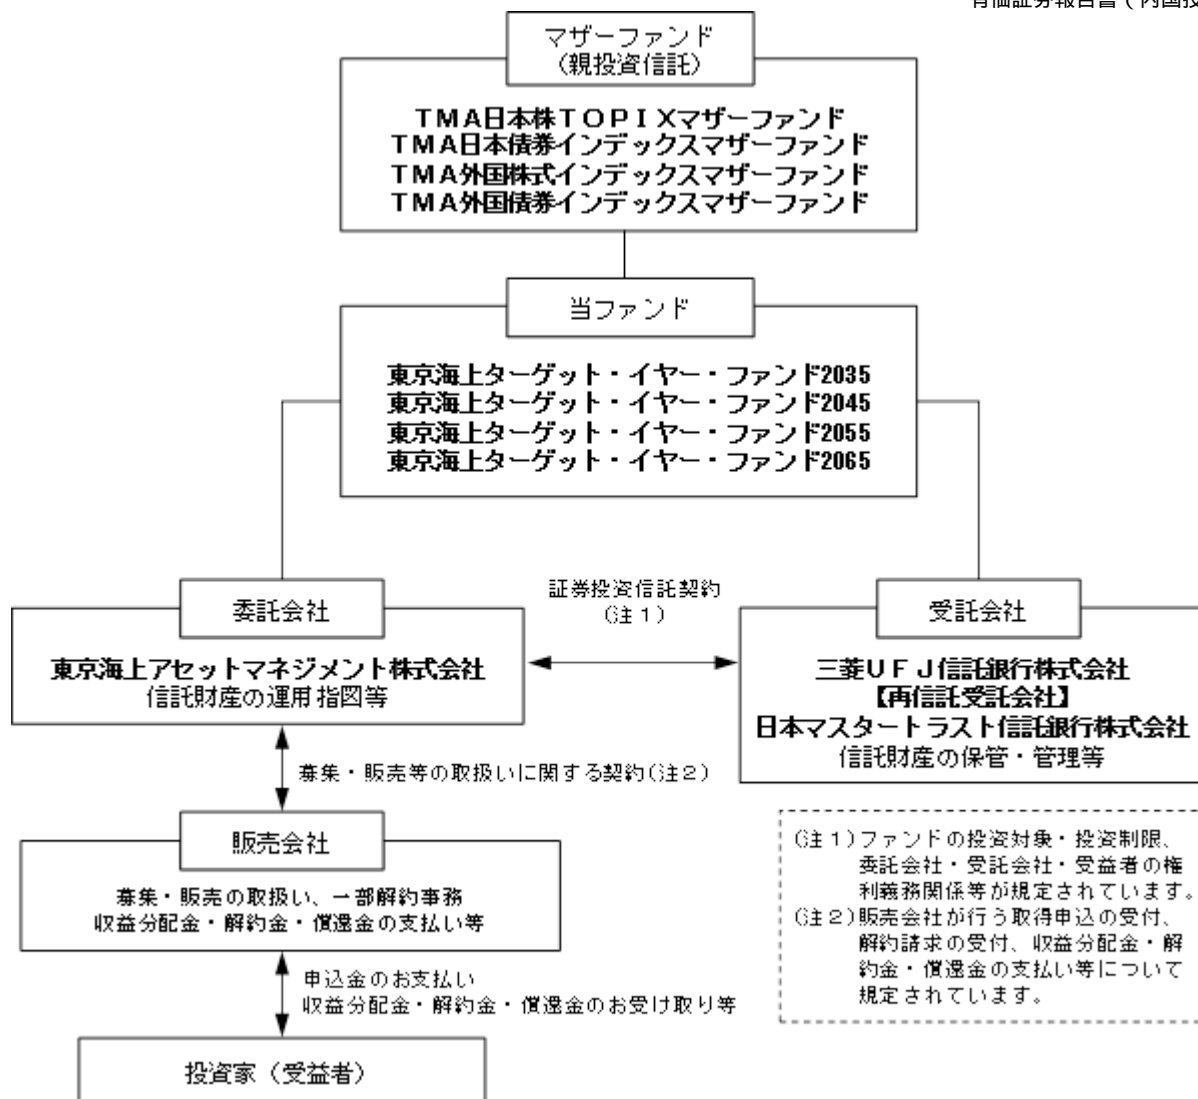 有価証券報告書（内国投
マザーファンド
（親投資信託）
ＴＭＡ日本株ＴＯＰＩＸマザーファンド
ＴＭＡ日本債券インデックスマザーファンド
ＴＭＡ外国株式インデックスマザーファンド
ＴＭＡ外国債券インデックスマザーファンド
当ファンド
東京海上ターゲット・イヤー・ファンド2035
東京海上ターゲット・イヤー・ファンド2045
東京海上ターゲット・イヤー・ファンド2055
東京海上ターゲット・イヤー・ファンド2065
証券投資信託契約
（注１）
委託会社
東京海上アセットマネジメント株式会社
信託財産の運用指図等
受託会社
三菱ＵＦＪ信託銀行株式会社
【再信託受託会社】
日本マスタートラスト信託銀行株式会社
信託財産の保管・管理等
募集・販売等の取扱いに関する契約（注２）
販売会社
募集・販売の取扱い、一部解約事務
収益分配金・解約金・償還金の支払い等
申込金のお支払い
収益分配金・解約金・償還金のお受け取り等
投資家（受益者）
（注１）ファンドの投資対象・投資制限、
委託会社・受託会社・受益者の権
利義務関係等が規定されています。
（注２）販売会社が行う取得申込の受付、
解約請求の受付、収益分配金・解
約金・償還金の支払い等について
規定されています。